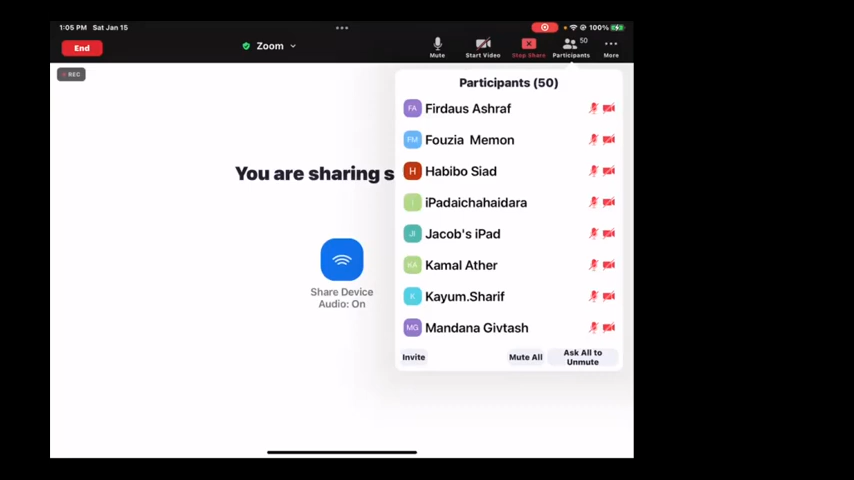 1:05 PM Sat Jan 15
100%
End
Zoom
Mute
Start Video
Stop Share
50
Participants
More
REC
Participants (50)
You are sharing s
FA Firdaus Ashraf
FM Fouzia Memon
H Habibo Siad
I iPadaichahaidara
JI Jacob's iPad
KA Kamal Ather
K Kayum.Sharif
MG Mandana Givtash
Share Device
Audio: On
Invite
Mute All
Ask All to
Unmute